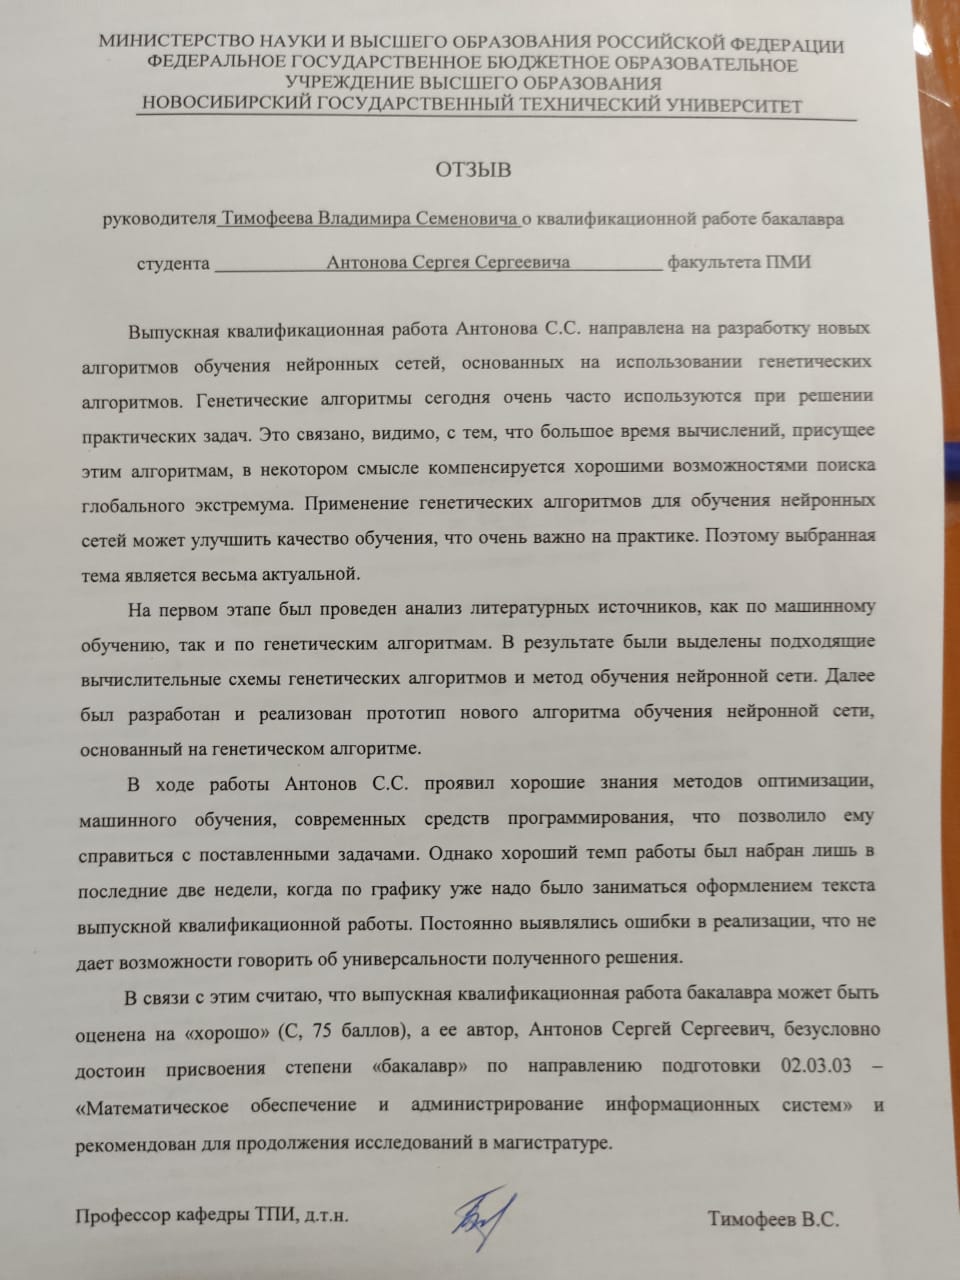 МИНИСТЕРСТВО НАУКИ И ВЫСШЕГО ОБРАЗОВАНИЯ РОССИЙСКОЙ ФЕДЕРАЦИИ
ФЕДЕРАЛЬНОЕ ГОСУДАРСТВЕННОЕ БЮДЖЕТНОЕ ОБРАЗОВАТЕЛЬНОЕ
УЧРЕЖДЕНИЕ ВЫСШЕГО ОБРАЗОВАНИЯ
НОВОСИБИРСКИЙ ГОСУДАРСТВЕННЫЙ ТЕХНИЧЕСКИЙ УНИВЕРСИТЕТ
ОТЗЫВ
руководителя Тимофеева Владимира Семеновича о квалификационной работе бакалавра
студента Антонова Сергея Сергеевича факультета ПМИ
Выпускная квалификационная работа Антонова С.С. направлена на разработку новых
алгоритмов обучения нейронных сетей, основанных на использовании генетических
алгоритмов. Генетические алгоритмы сегодня очень часто используются при решении
практических задач. Это связано, видимо, с тем, что большое время вычислений, присущее
этим алгоритмам, в некотором смысле компенсируется хорошими возможностями поиска
глобального экстремума. Применение генетических алгоритмов для обучения нейронных
сетей может улучшить качество обучения, что очень важно на практике. Поэтому выбранная
тема является весьма актуальной.
На первом этапе был проведен анализ литературных источников, как по машинному
обучению, так и по генетическим алгоритмам. В результате были выделены подходящие
вычислительные схемы генетических алгоритмов и метод обучения нейронной сети. Далее
был разработан и реализован прототип нового алгоритма обучения нейронной сети,
основанный на генетическом алгоритме.
В ходе работы Антонов С.С. проявил хорошие знания методов оптимизации,
машинного обучения, современных средств программирования, что позволило ему
справиться с поставленными задачами. Однако хороший темп работы был набран лишь в
последние две недели, когда по графику уже надо было заниматься оформлением текста
выпускной квалификационной работы. Постоянно выявлялись ошибки в реализации, что не
дает возможности говорить об универсальности полученного решения.
В связи с этим считаю, что выпускная квалификационная работа бакалавра может быть
оценена на «хорошо» (С, 75 баллов), а ее автор, Антонов Сергей Сергеевич, безусловно
достоин присвоения степени «бакалавр» по направлению подготовки 02.03.03 –
«Математическое обеспечение и администрирование информационных систем» и
рекомендован для продолжения исследований в магистратуре.
Профессор кафедры ТПИ, д.т.н. Тимофеев В.С.